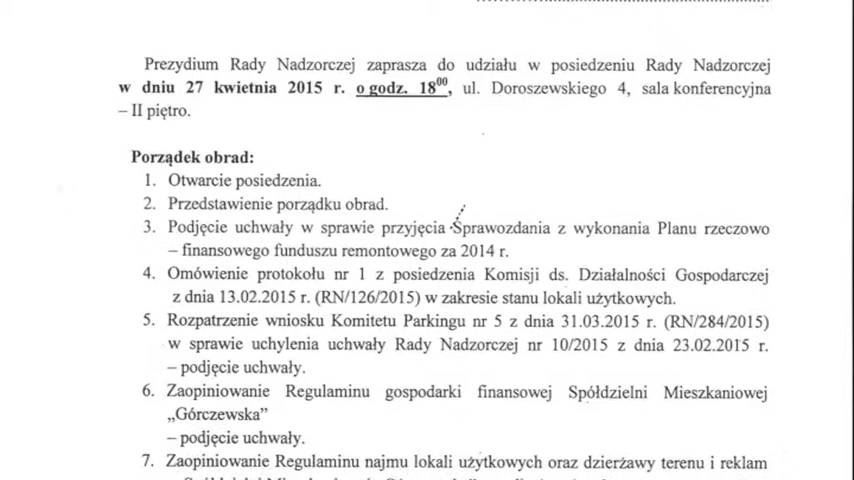 Prezydium Rady Nadzorczej zaprasza do udziału w posiedzeniu Rady Nadzorczej
w dniu 27 kwietnia 2015 r. o godz. 18⁰⁰, ul. Doroszewskiego 4, sala konferencyjna
– II piętro.
Porządek obrad:
1. Otwarcie posiedzenia.
2. Przedstawienie porządku obrad.
3. Podjęcie uchwały w sprawie przyjęcia Sprawozdania z wykonania Planu rzeczowo
– finansowego funduszu remontowego za 2014 r.
4. Omówienie protokołu nr 1 z posiedzenia Komisji ds. Działalności Gospodarczej
z dnia 13.02.2015 r. (RN/126/2015) w zakresie stanu lokali użytkowych.
5. Rozpatrzenie wniosku Komitetu Parkingu nr 5 z dnia 31.03.2015 r. (RN/284/2015)
w sprawie uchylenia uchwały Rady Nadzorczej nr 10/2015 z dnia 23.02.2015 r.
– podjęcie uchwały.
6. Zaopiniowanie Regulaminu gospodarki finansowej Spółdzielni Mieszkaniowej
„Górczewska”
– podjęcie uchwały.
7. Zaopiniowanie Regulaminu najmu lokali użytkowych oraz dzierżawy terenu i reklam